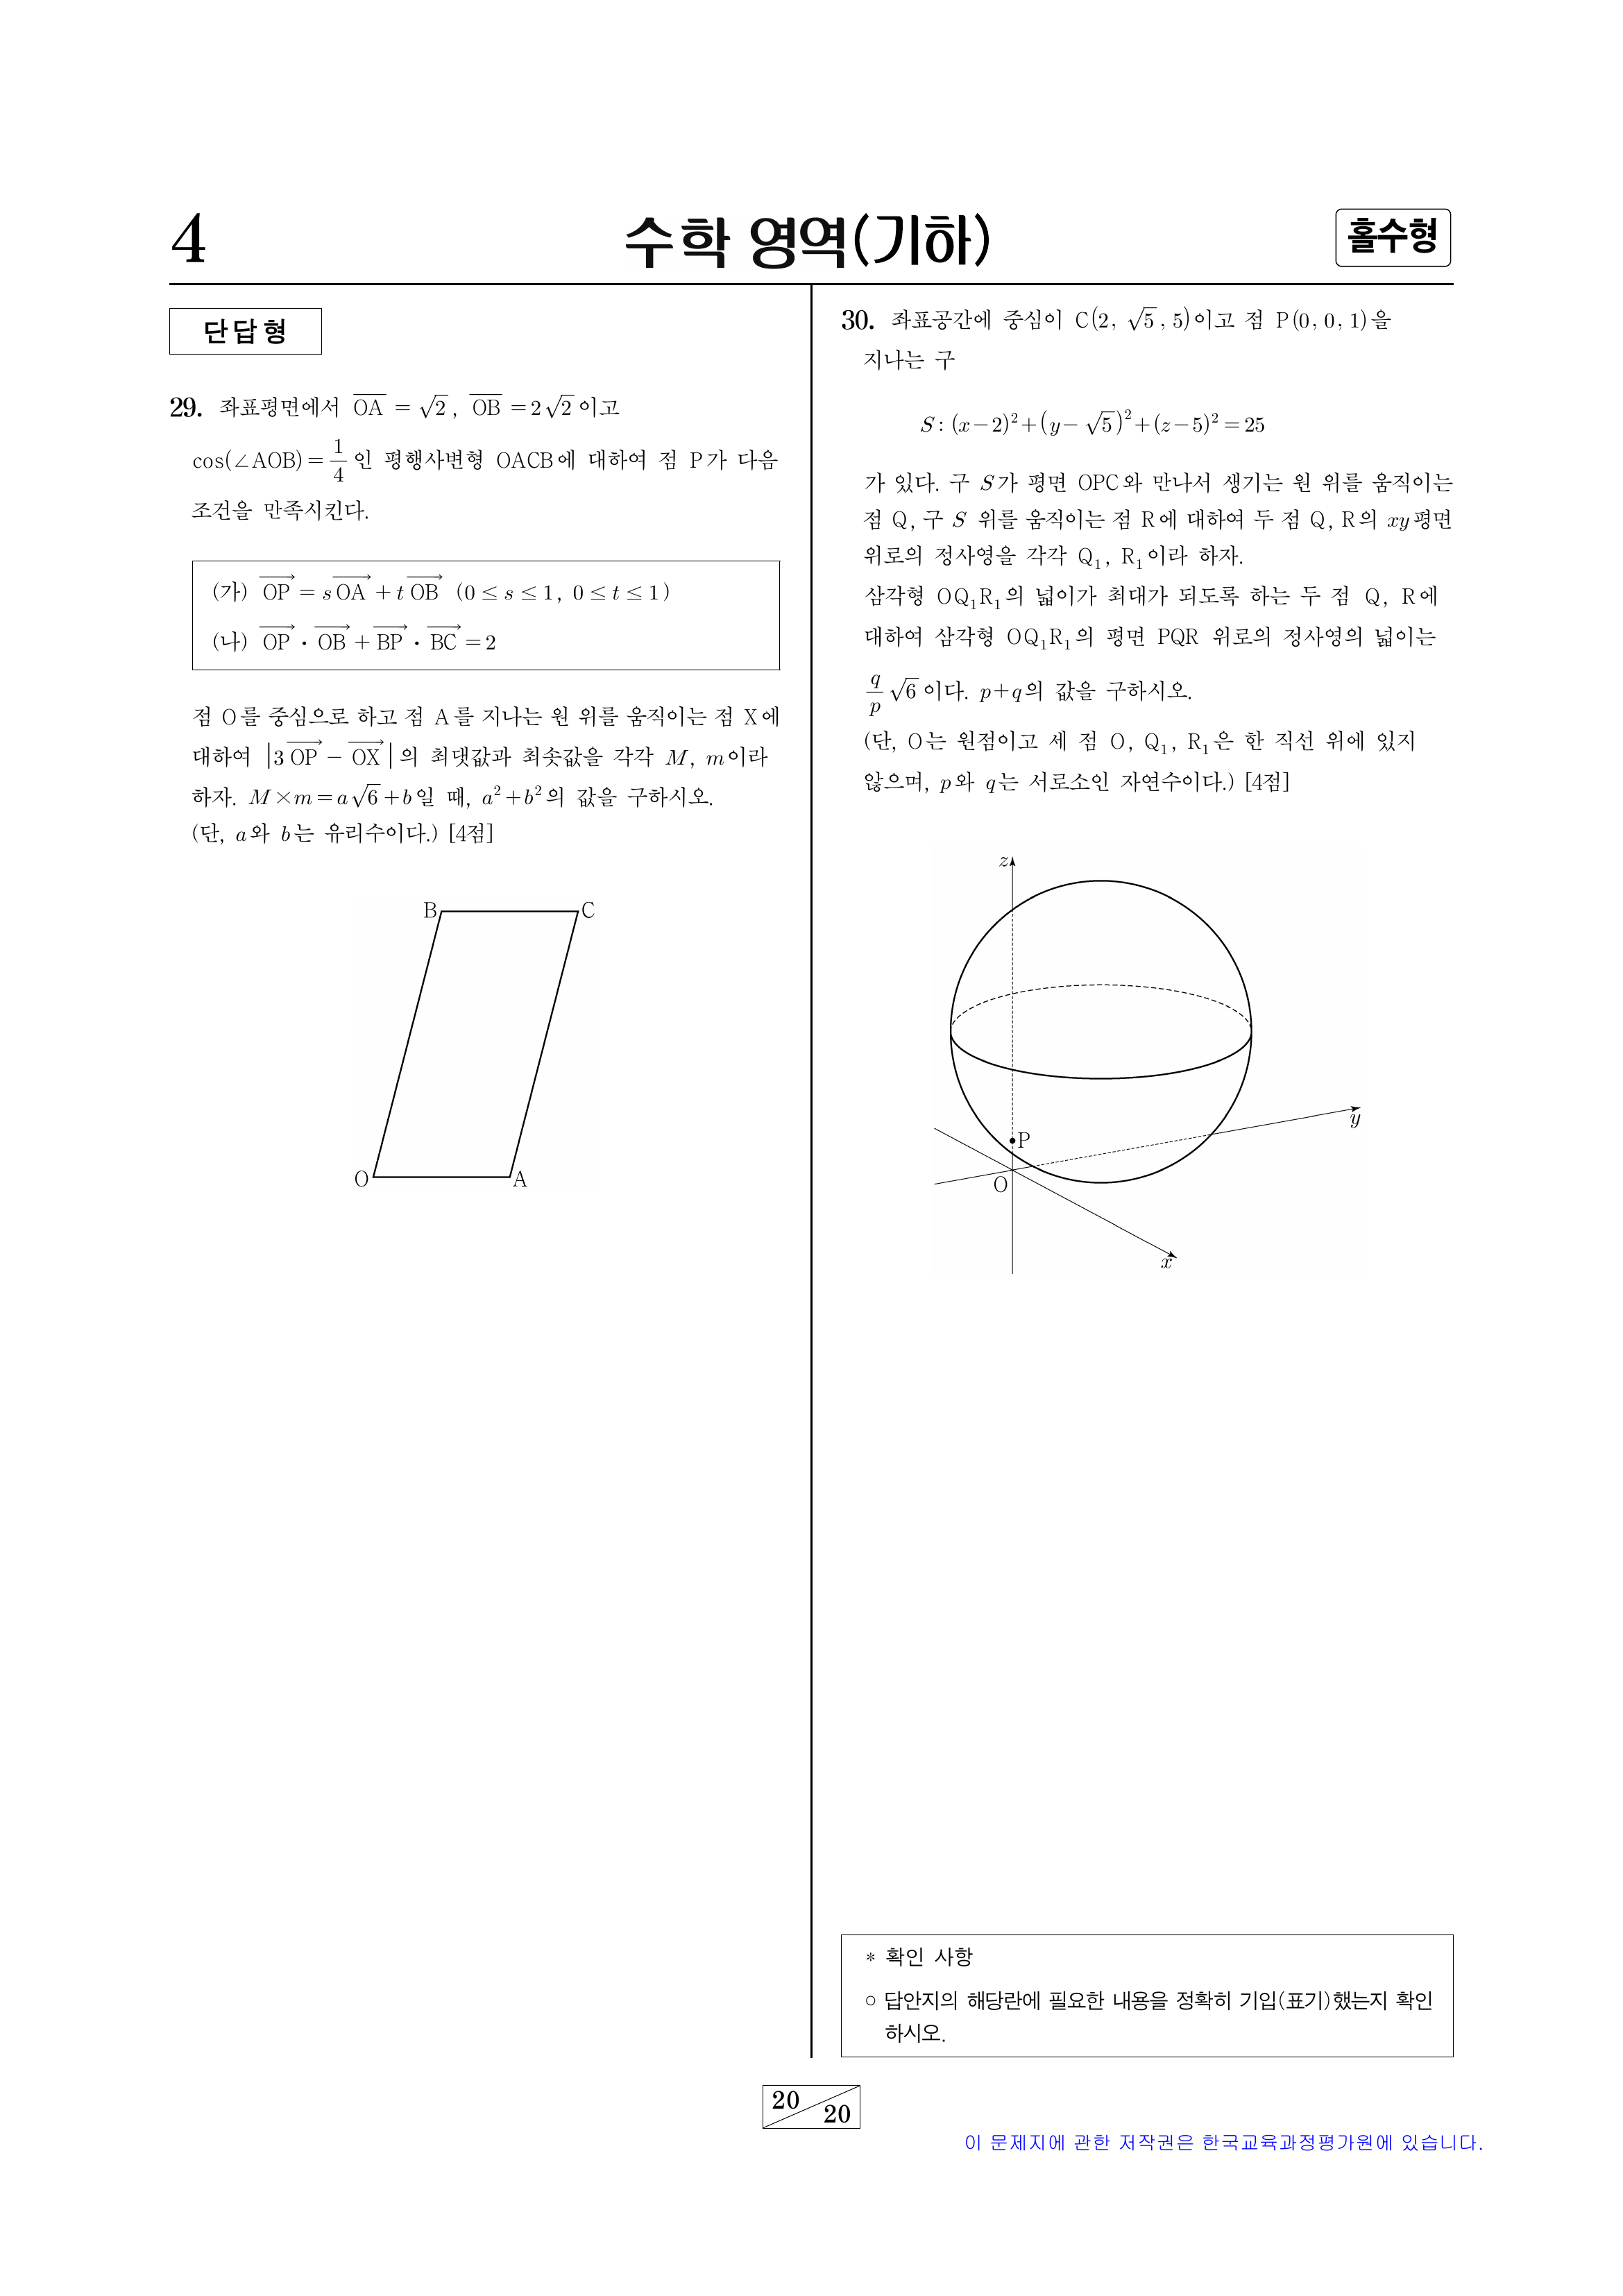 4
수학 영역(기하)
홀수형
단답형
29. 좌표평면에서 $\overline{OA} = \sqrt{2}$, $\overline{OB} = 2\sqrt{2}$ 이고
$\cos(\angle AOB) = \frac{1}{4}$ 인 평행사변형 OACB에 대하여 점 P가 다음
조건을 만족시킨다.
(가) $\overrightarrow{OP} = s\overrightarrow{OA} + t\overrightarrow{OB}$ $(0 \le s \le 1, 0 \le t \le 1)$
(나) $\overrightarrow{OP} \cdot \overrightarrow{OB} + \overrightarrow{BP} \cdot \overrightarrow{BC} = 2$
점 O를 중심으로 하고 점 A를 지나는 원 위를 움직이는 점 X에
대하여 $|3\overrightarrow{OP} - \overrightarrow{OX}|$의 최댓값과 최솟값을 각각 $M$, $m$이라
하자. $M \times m = a\sqrt{6} + b$일 때, $a^2 + b^2$의 값을 구하시오.
(단, $a$와 $b$는 유리수이다.) [4점]
B
C
O
A
30. 좌표공간에 중심이 $C(2, \sqrt{5}, 5)$이고 점 $P(0, 0, 1)$을
지나는 구
$S: (x-2)^2 + (y-\sqrt{5})^2 + (z-5)^2 = 25$
가 있다. 구 $S$가 평면 OPC와 만나서 생기는 원 위를 움직이는
점 Q, 구 $S$ 위를 움직이는 점 R에 대하여 두 점 Q, R의 $xy$평면
위로의 정사영을 각각 $Q_1$, $R_1$이라 하자.
삼각형 $OQ_1R_1$의 넓이가 최대가 되도록 하는 두 점 Q, R에
대하여 삼각형 $OQ_1R_1$의 평면 PQR 위로의 정사영의 넓이는
$\frac{q}{p}\sqrt{6}$이다. $p+q$의 값을 구하시오.
(단, O는 원점이고 세 점 O, $Q_1$, $R_1$은 한 직선 위에 있지
않으며, $p$와 $q$는 서로소인 자연수이다.) [4점]
z
P
y
O
x
* 확인 사항
○ 답안지의 해당란에 필요한 내용을 정확히 기입(표기)했는지 확인
하시오.
20
20
이 문제지에 관한 저작권은 한국교육과정평가원에 있습니다.